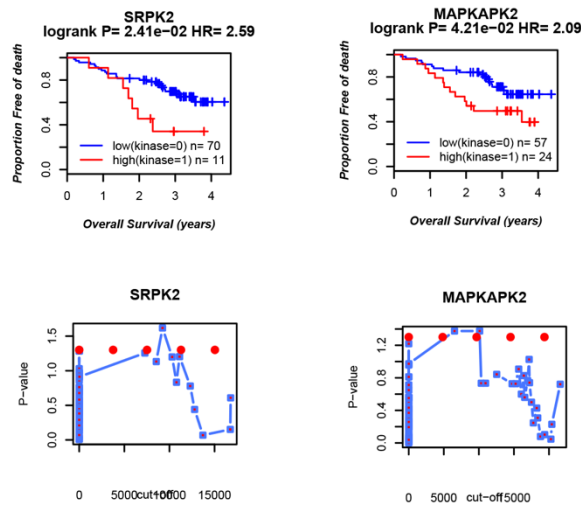 SRPK2
logrank P= 2.41e-02 HR= 2.59
Proportion Free of death
0.8
0.4
0.0
low(kinase=0) n= 70
high(kinase=1) n= 11
0 1 2 3 4
Overall Survival (years)
MAPKAPK2
logrank P= 4.21e-02 HR= 2.09
Proportion Free of death
0.8
0.4
0.0
low(kinase=0) n= 57
high(kinase=1) n= 24
0 1 2 3 4
Overall Survival (years)
SRPK2
P-value
1.5
1.0
0.5
0.0
0 5000 cut-off 15000
MAPKAPK2
P-value
1.2
0.8
0.4
0.0
0 5000 cut-off 5000